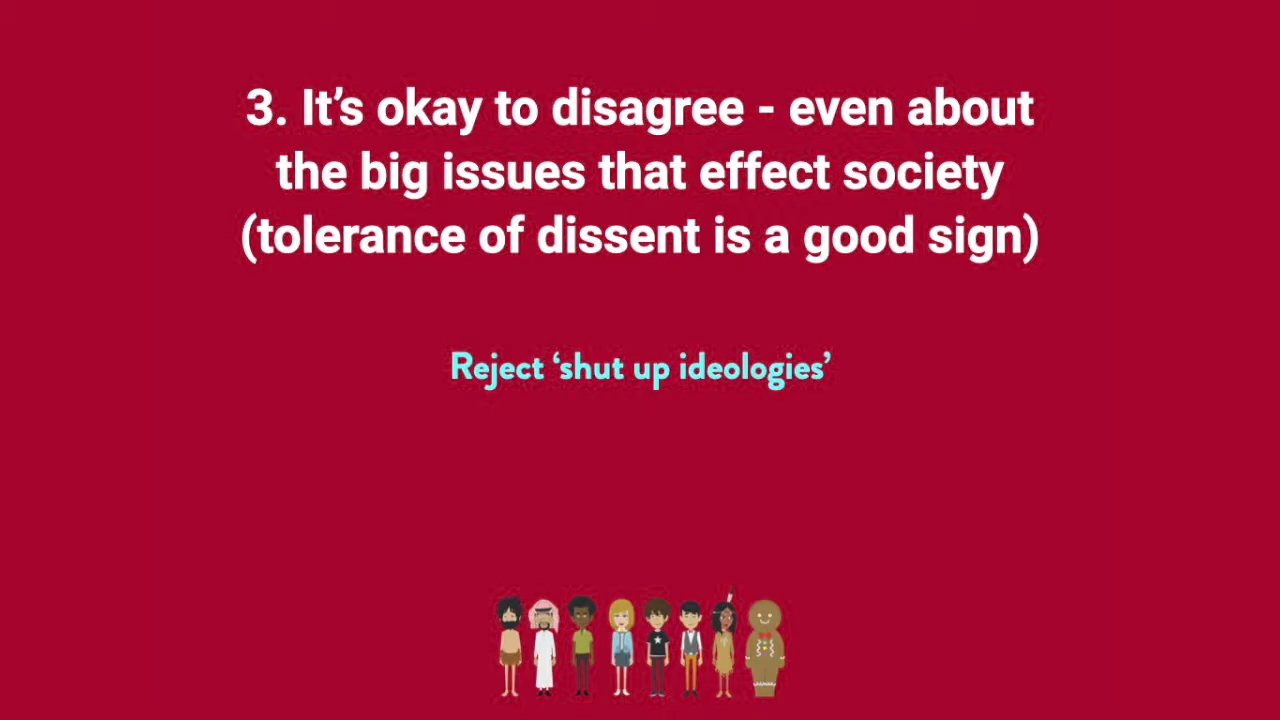 3. It’s okay to disagree - even about
the big issues that effect society
(tolerance of dissent is a good sign)
Reject ‘shut up ideologies’